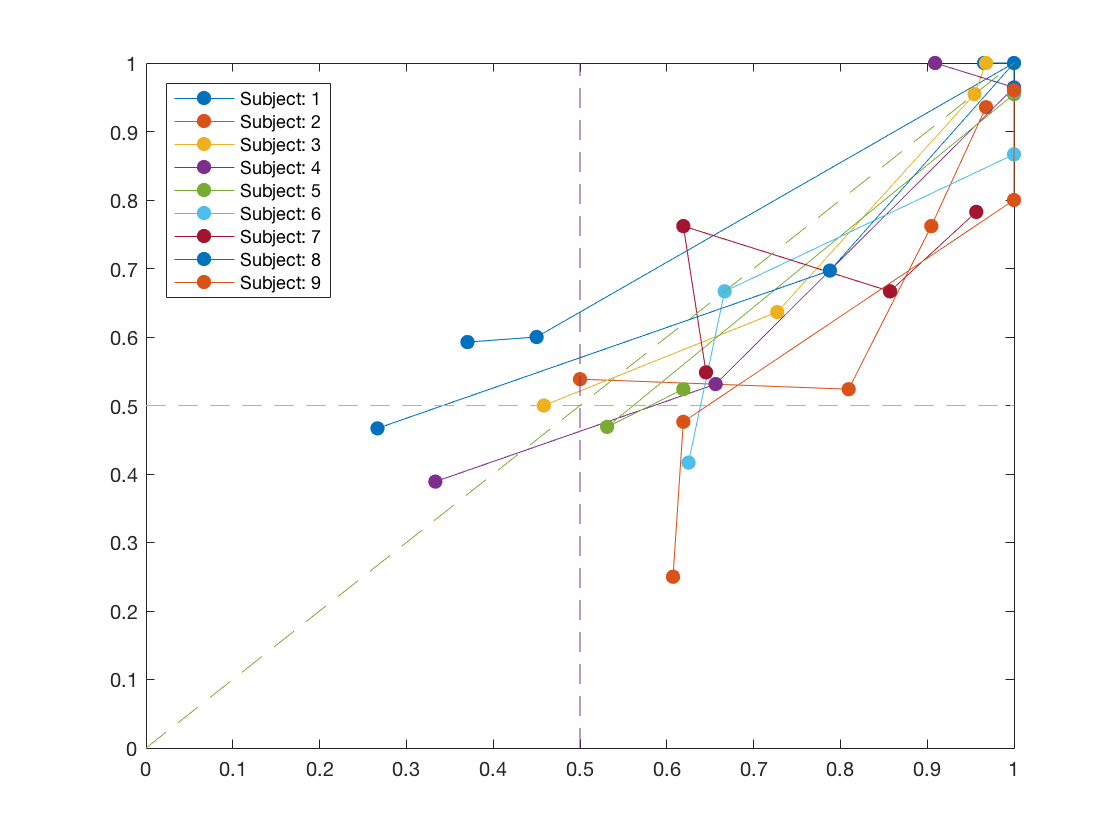 1
Subject: 1
Subject: 2
0.9
Subject: 3
Subject: 4
Subject: 5
0.8
Subject: 6
Subject: 7
Subject: 8
0.7
Subject: 9
0.6
0.5
0.4
0.3
0.2
0.1
0
0 0.1 0.2 0.3 0.4 0.5 0.6 0.7 0.8 0.9 1